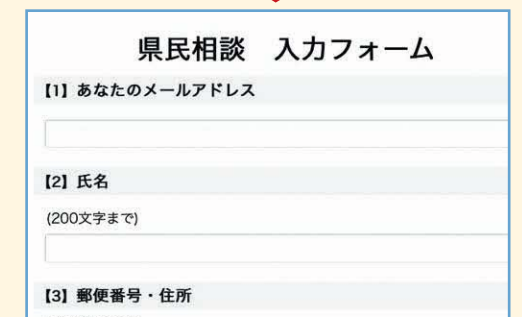 県民相談　入力フォーム
【1】あなたのメールアドレス
【2】氏名
(200文字まで)
【3】郵便番号・住所